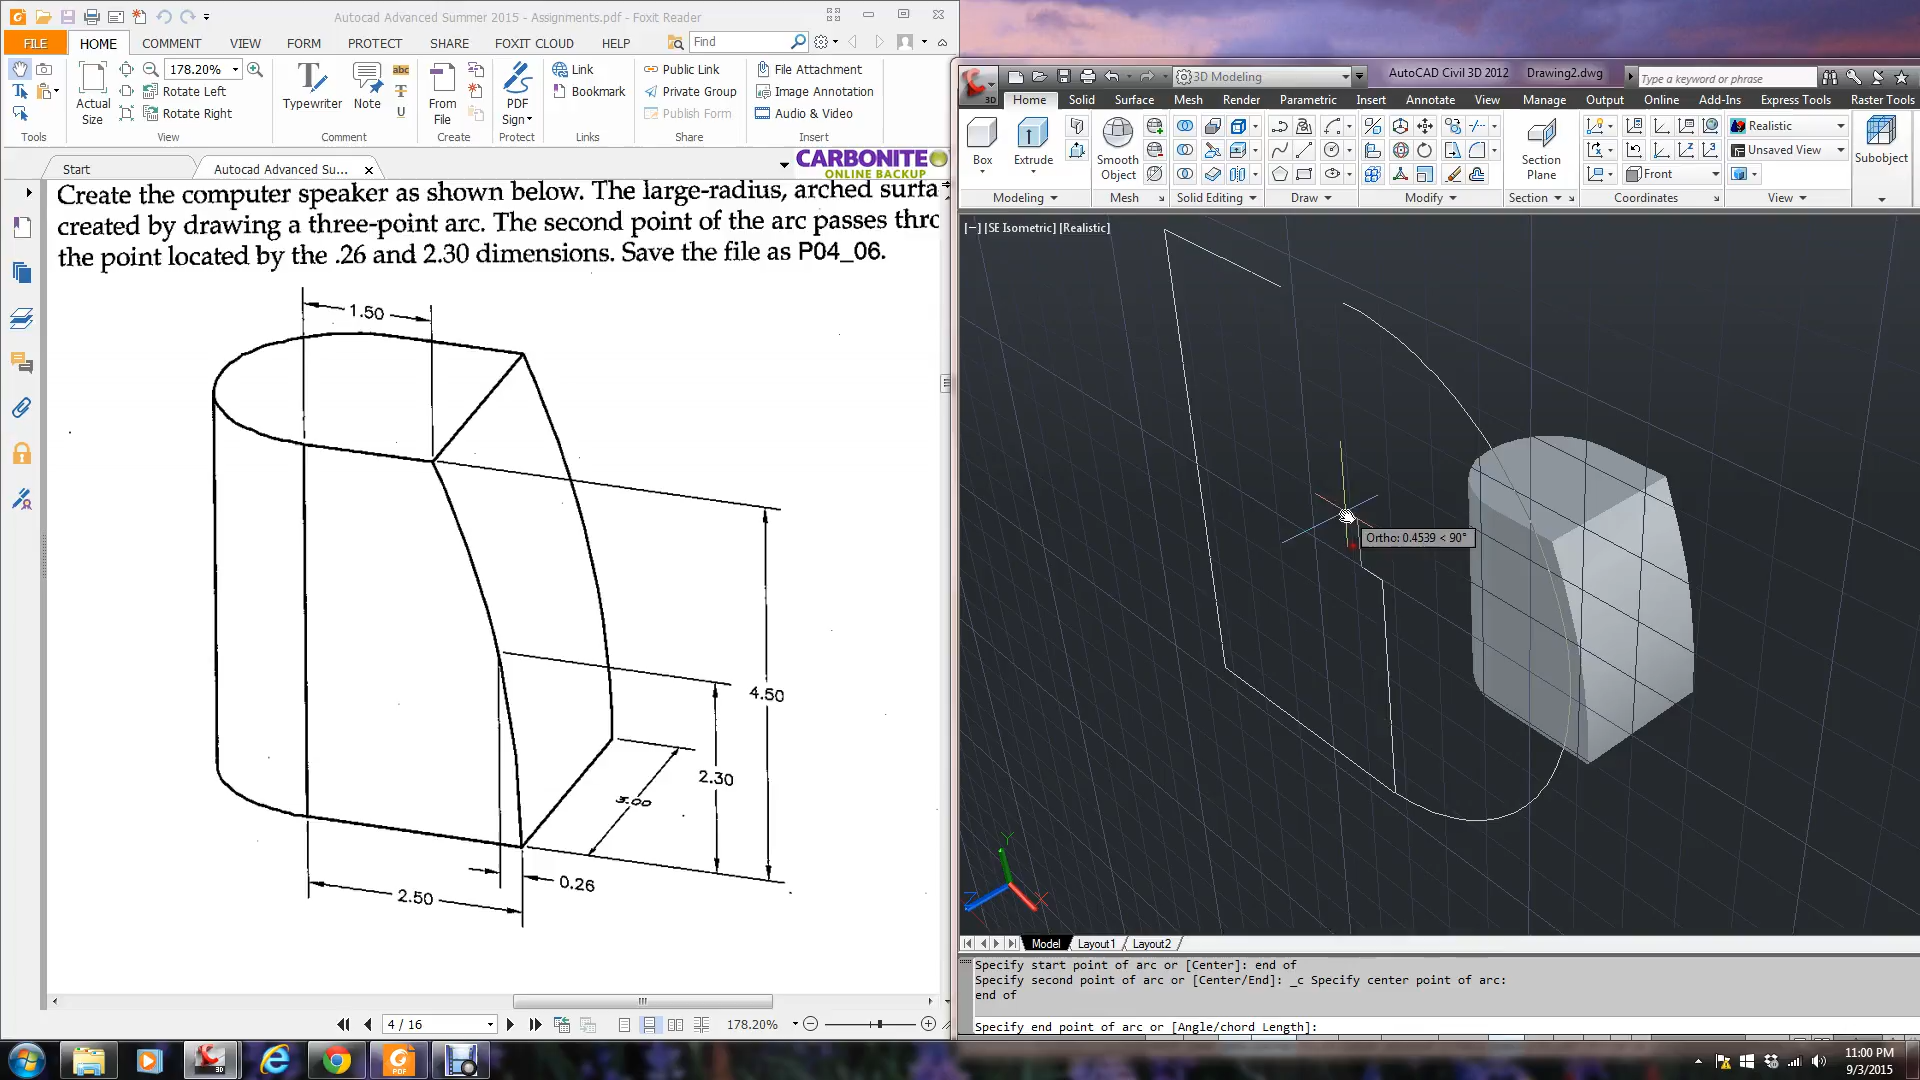 Autocad Advanced Summer 2015 - Assignments.pdf - Foxit Reader
FILE HOME COMMENT VIEW FORM PROTECT SHARE FOXIT CLOUD HELP Find
178.20%
Actual Size
Rotate Left
Rotate Right
Typewriter
Note
From File
PDF Sign
Link
Bookmark
Public Link
Private Group
Publish Form
File Attachment
Image Annotation
Audio & Video
Tools View Comment Create Protect Links Share Insert
Start
Autocad Advanced Su...
CARBONITE
ONLINE BACKUP
Create the computer speaker as shown below. The large-radius, arched surfa
created by drawing a three-point arc. The second point of the arc passes thro
the point located by the .26 and 2.30 dimensions. Save the file as P04_06.
1.50
4.50
2.30
3.00
0.26
2.50
4 / 16
178.20%
3D Modeling
AutoCAD Civil 3D 2012 Drawing2.dwg
Type a keyword or phrase
3D
Home Solid Surface Mesh Render Parametric Insert Annotate View Manage Output Online Add-Ins Express Tools Raster Tools
Box
Extrude
Smooth Object
Section Plane
Realistic
Unsaved View
Front
Subobject
Modeling Mesh Solid Editing Draw Modify Section Coordinates View
[−] [SE Isometric] [Realistic]
Ortho: 0.4539 < 90°
Y
Z
X
Model Layout1 Layout2
Specify start point of arc or [Center]: end of
Specify second point of arc or [Center/End]: _c Specify center point of arc:
end of
Specify end point of arc or [Angle/chord Length]:
11:00 PM
9/3/2015